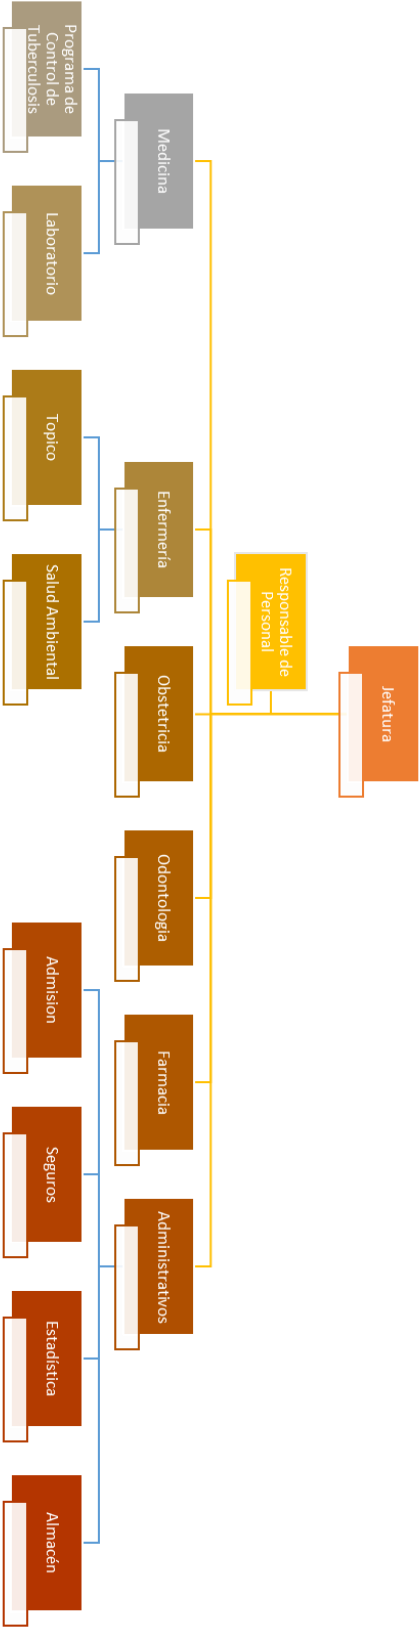 Jefatura
Responsable de
Personal
Medicina
Enfermería
Obstetricia
Odontologia
Farmacia
Administrativos
Programa de
Control de
Tuberculosis
Laboratorio
Topico
Salud Ambiental
Admision
Seguros
Estadística
Almacén